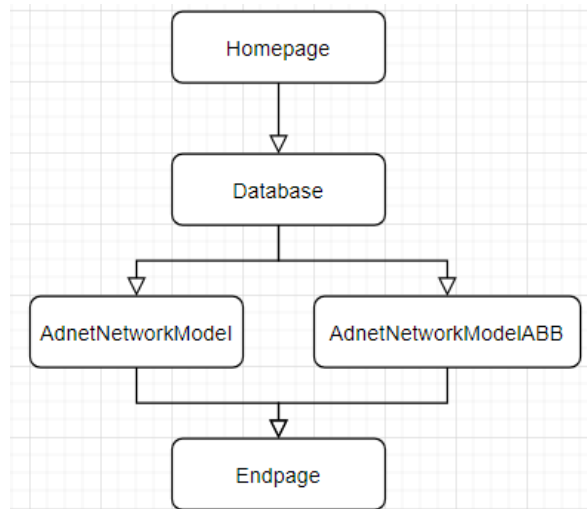 Homepage
Database
AdnetNetworkModel
AdnetNetworkModelABB
Endpage